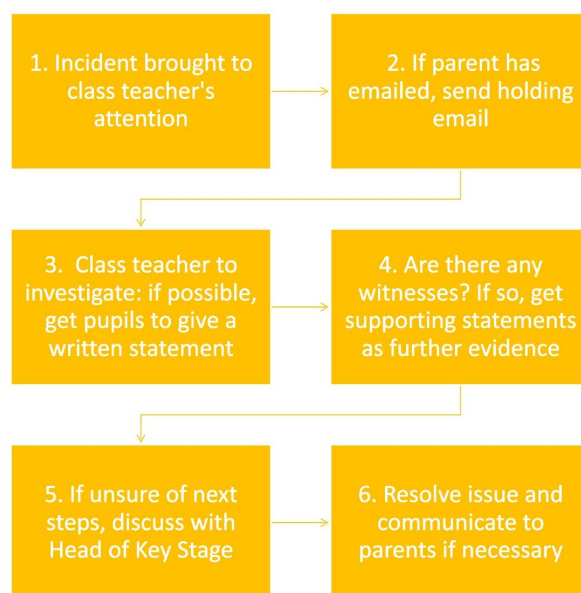 1. Incident brought to
class teacher's
attention
2. If parent has
emailed, send holding
email
3. Class teacher to
investigate: if possible,
get pupils to give a
written statement
4. Are there any
witnesses? If so, get
supporting statements
as further evidence
5. If unsure of next
steps, discuss with
Head of Key Stage
6. Resolve issue and
communicate to
parents if necessary